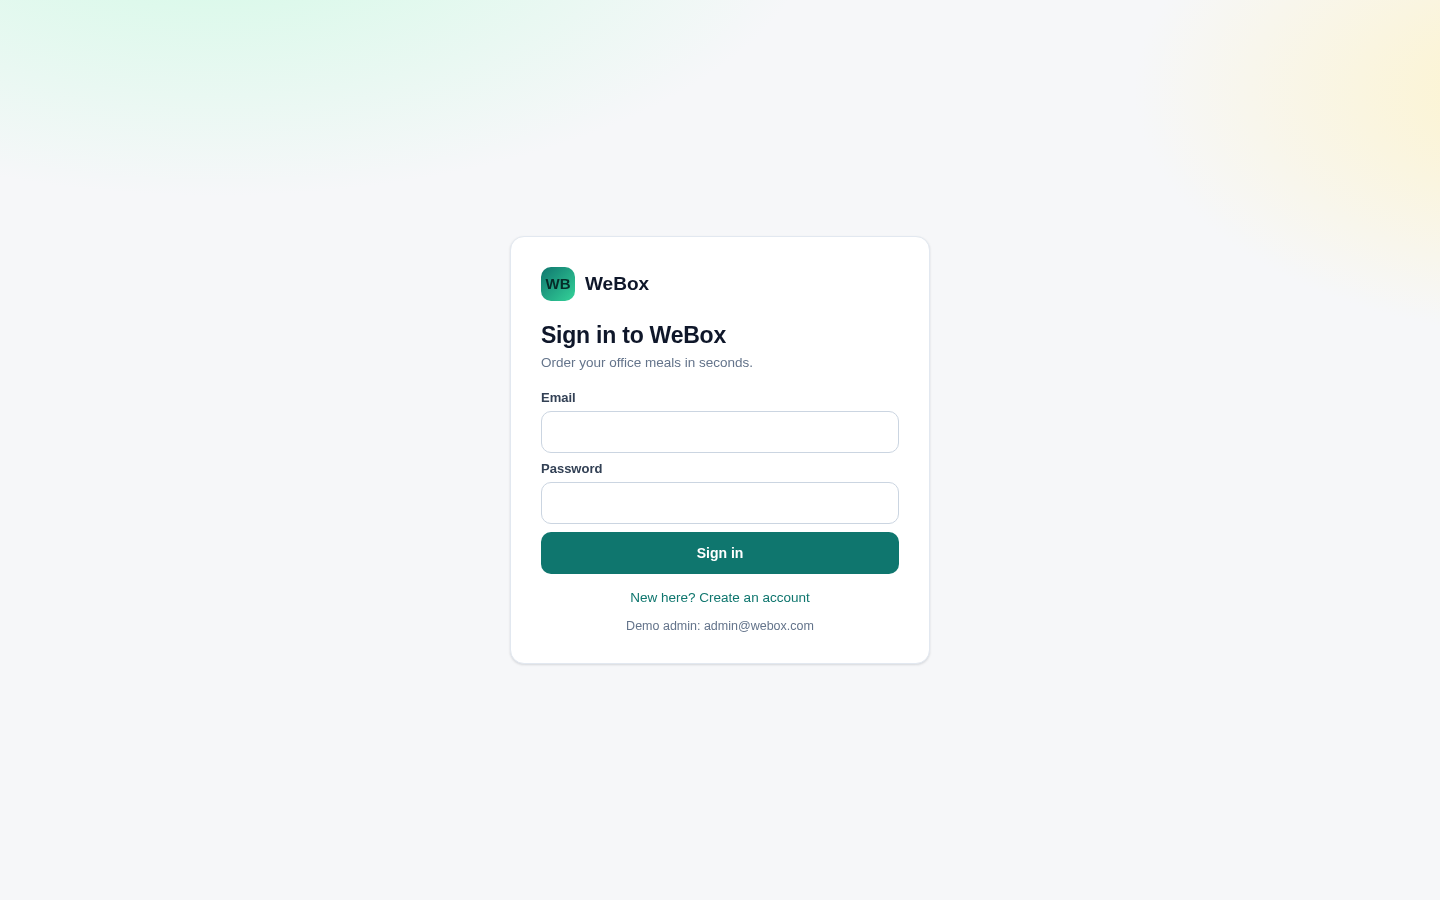 WB WeBox
Sign in to WeBox
Order your office meals in seconds.
Email
Password
Sign in
New here? Create an account
Demo admin: admin@webox.com